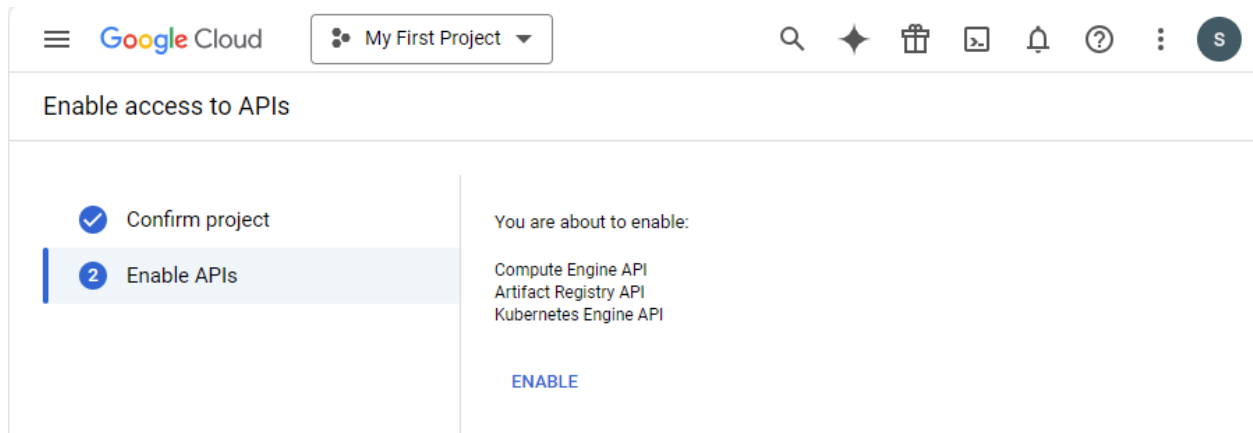 Google Cloud
My First Project
S
Enable access to APIs
Confirm project
2
Enable APIs
You are about to enable:
Compute Engine API
Artifact Registry API
Kubernetes Engine API
ENABLE